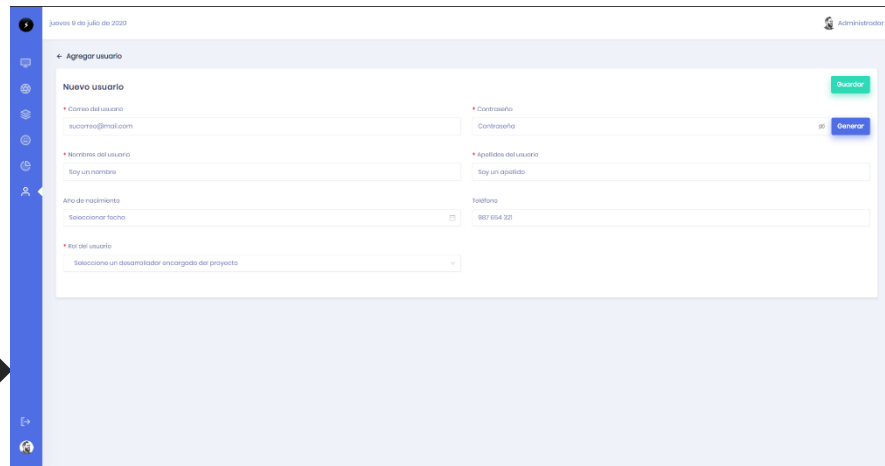 jueves 9 de julio de 2020
Administrador
← Agregar usuario
Nuevo usuario
Guardar
* Correo del usuario
* Contraseña
sucorreo@mail.com
Contraseña
Generar
* Nombres del usuario
* Apellidos del usuario
Soy un nombre
Soy un apellido
Año de nacimiento
Teléfono
Seleccionar fecha
987 654 321
* Rol del usuario
Seleccione un desarrollador encargado del proyecto